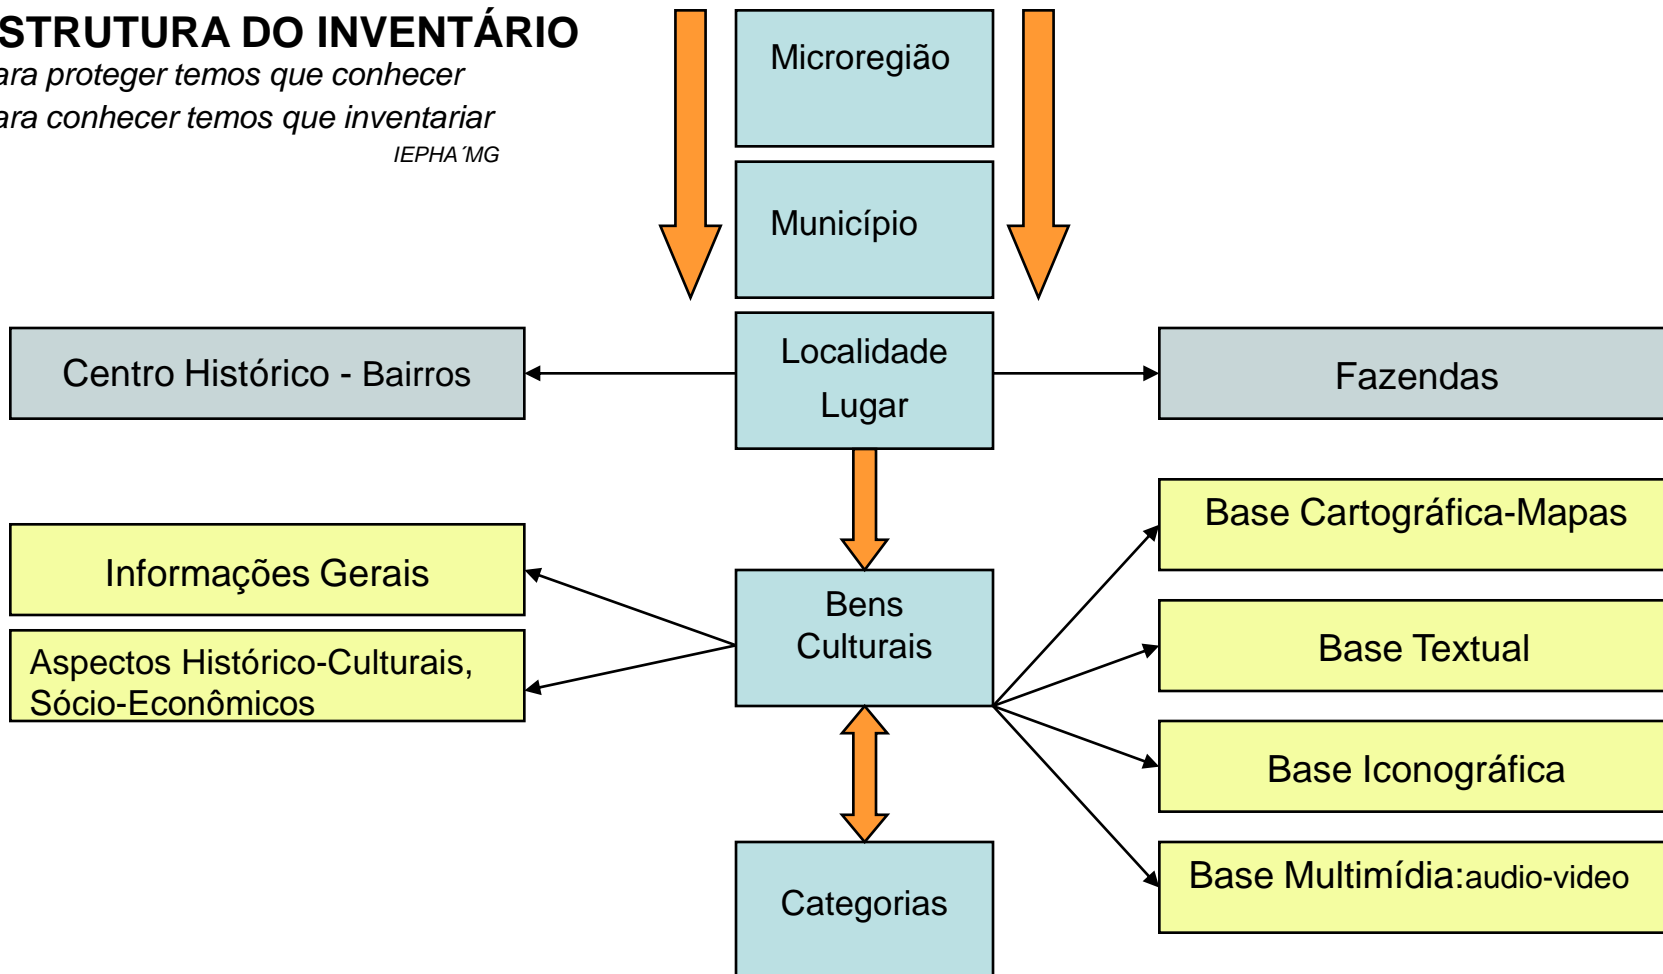 STRUTURA DO INVENTÁRIO
ara proteger temos que conhecer
ara conhecer temos que inventariar
IEPHA´MG
Microregião
Município
Localidade
Lugar
Centro Histórico - Bairros
Fazendas
Informações Gerais
Aspectos Histórico-Culturais,
Sócio-Econômicos
Bens
Culturais
Base Cartográfica-Mapas
Base Textual
Base Iconográfica
Base Multimídia:audio-video
Categorias